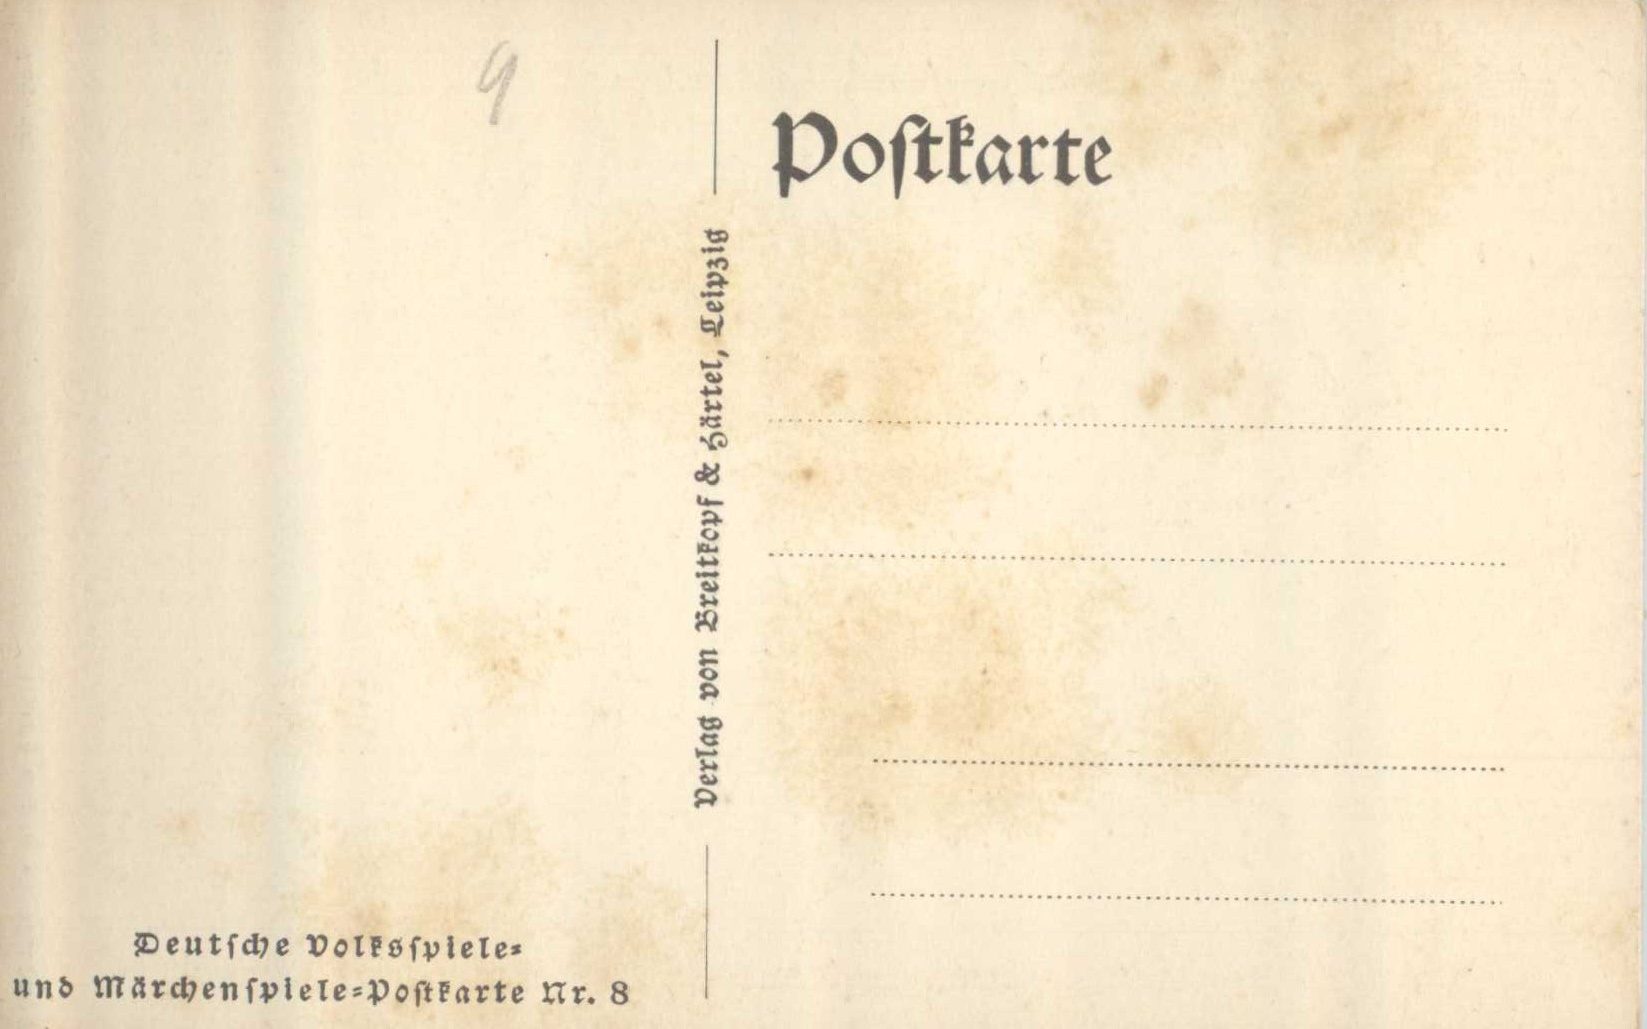 9
Poſtkarte
Verlag von Breitkopf & Härtel, Leipzig
Deutſche Volksſpiele-
und Märchenſpiele-Poſtkarte Nr. 8